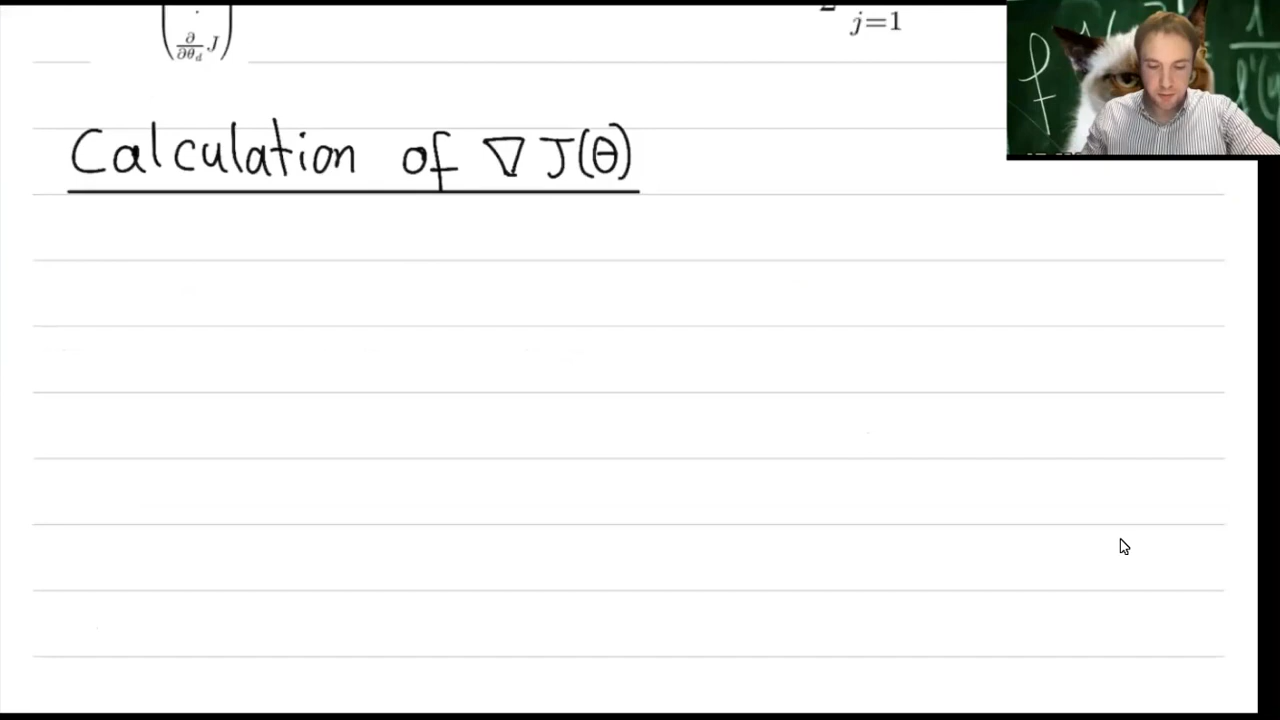 ∂/∂θ_d J
j=1
Calculation of ∇ J(θ)